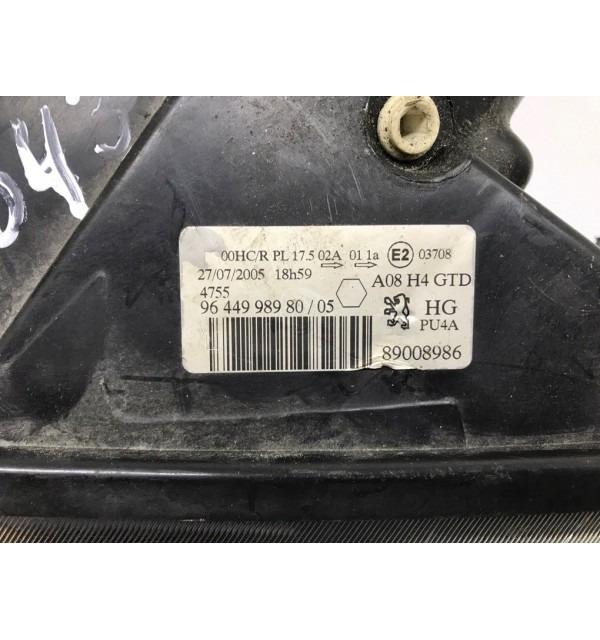 00HC/R PL 17.5 02A 01 1a E2 03708
27/07/2005 18h59
4755
A08 H4 GTD
96 449 989 80 / 05
HG
PU4A
89008986